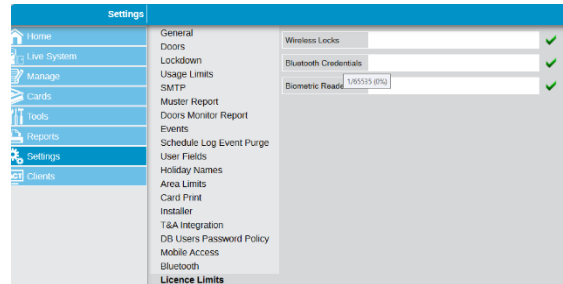 Settings
Home
Live System
Manage
Cards
Tools
Reports
Settings
Clients
General
Doors
Lockdown
Usage Limits
SMTP
Muster Report
Doors Monitor Report
Events
Schedule Log Event Purge
User Fields
Holiday Names
Area Limits
Card Print
Installer
T&A Integration
DB Users Password Policy
Mobile Access
Bluetooth
Licence Limits
Wireless Locks
Bluetooth Credentials
Biometric Reade
1/65535 (0%)